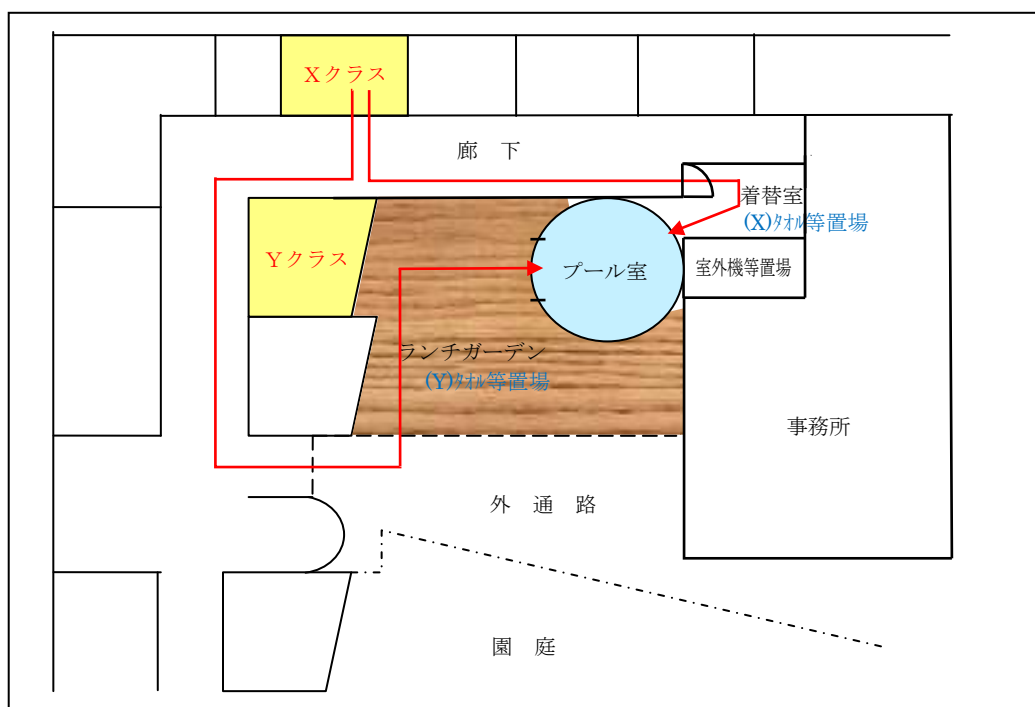 Xクラス
廊 下
着替室
(X)ﾀｵﾙ等置場
Yクラス
プール室
室外機等置場
ランチガーデン
(Y)ﾀｵﾙ等置場
事務所
外 通 路
園 庭